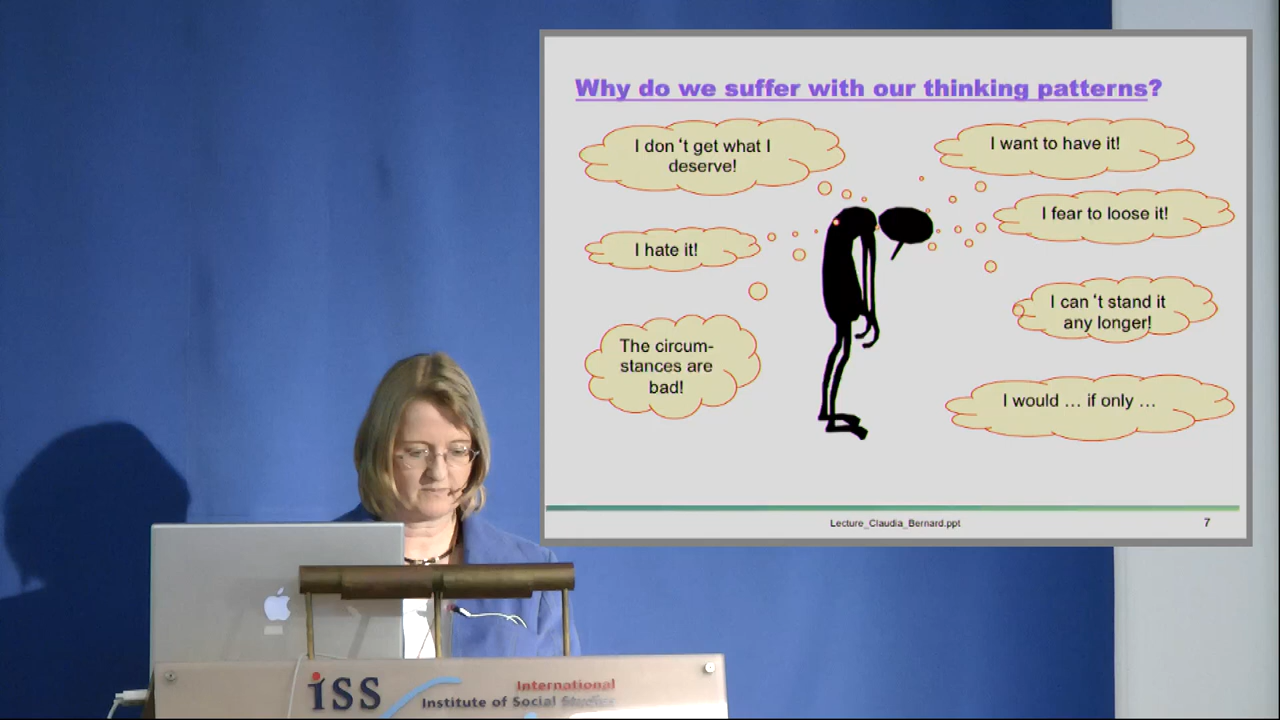 Why do we suffer with our thinking patterns?
I don ‘t get what I
deserve!
I want to have it!
I fear to loose it!
I hate it!
I can ‘t stand it
any longer!
The circum-
stances are
bad!
I would … if only …
Lecture_Claudia_Bernard.ppt
7
iSS
International
Institute of Social Studies